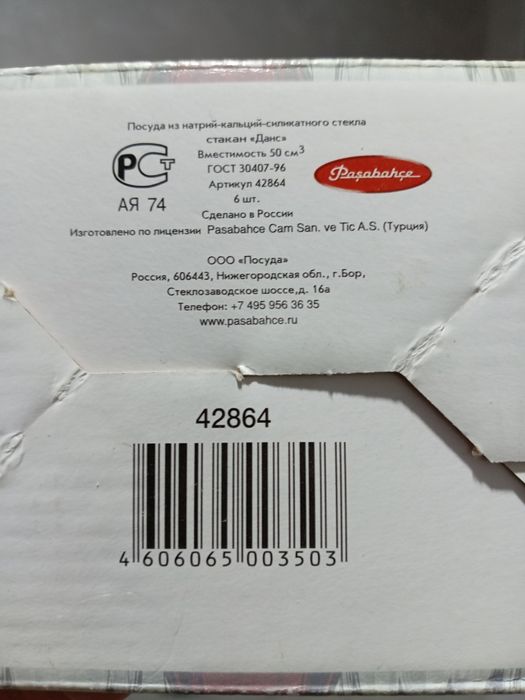 Посуда из натрий-кальций-силикатного стекла
стакан «Данс»
Вместимость 50 см3
ГОСТ 30407-96
Артикул 42864
6 шт.
Сделано в России
РСТ
АЯ 74
Paşabahçe
Изготовлено по лицензии Pasabahce Cam San. ve Tic A.S. (Турция)
ООО «Посуда»
Россия, 606443, Нижегородская обл., г.Бор,
Стеклозаводское шоссе,д. 16а
Телефон: +7 495 956 36 35
www.pasabahce.ru
42864
4 606065 003503